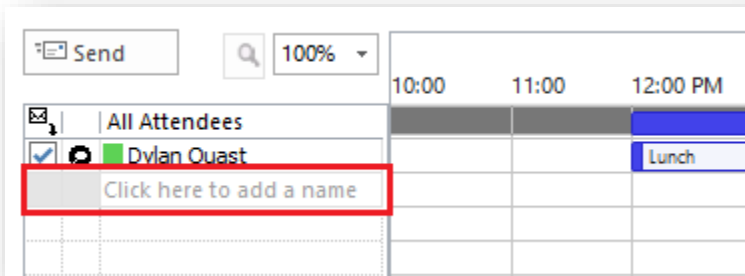 Send
100%
10:00 11:00 12:00 PM
All Attendees
Dylan Quast
Lunch
Click here to add a name